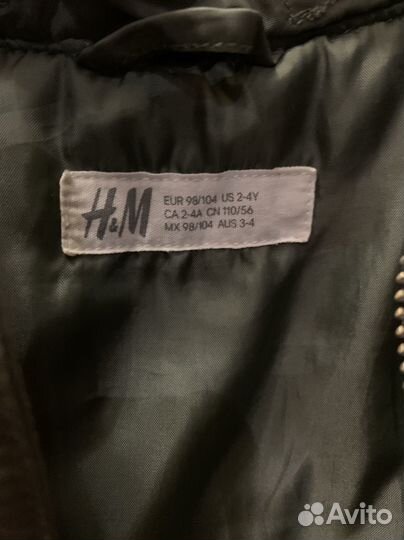 H&M
EUR 98/104 US 2-4Y
CA 2-4A CN 110/56
MX 98/104 AUS 3-4
Avito